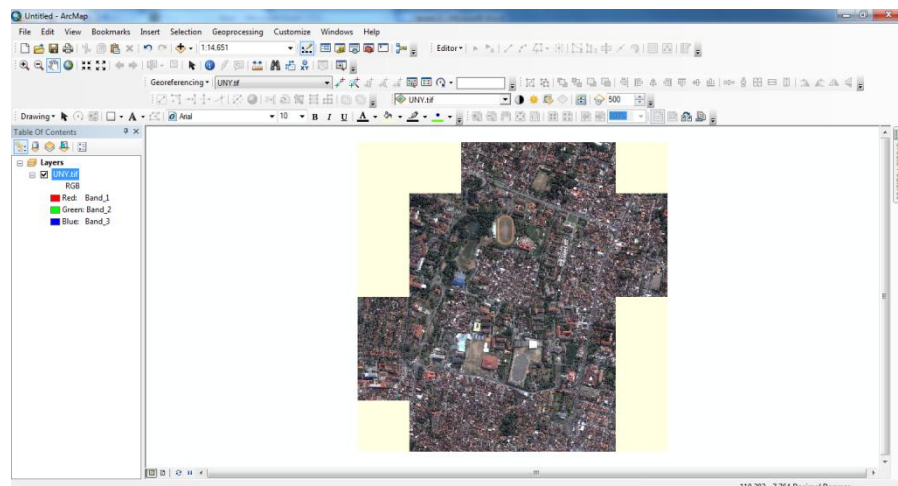 Untitled - ArcMap
File Edit View Bookmarks Insert Selection Geoprocessing Customize Windows Help
1:14.651
Editor
Georeferencing UNY.tif
UNY.tif
500
Drawing A Arial 10 B I U A
Table Of Contents
Layers
UNY.tif
RGB
Red: Band_1
Green: Band_2
Blue: Band_3